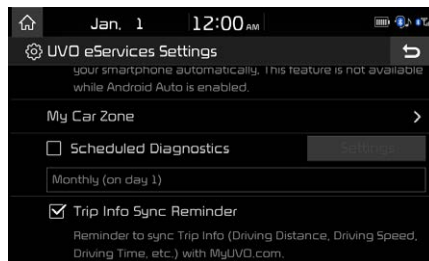 Jan. 1 12:00 AM
UVO eServices Settings
your smartphone automatically. This feature is not available
while Android Auto is enabled.
My Car Zone
Scheduled Diagnostics Settings
Monthly (on day 1)
Trip Info Sync Reminder
Reminder to sync Trip Info (Driving Distance, Driving Speed,
Driving Time, etc.) with MyUVO.com.